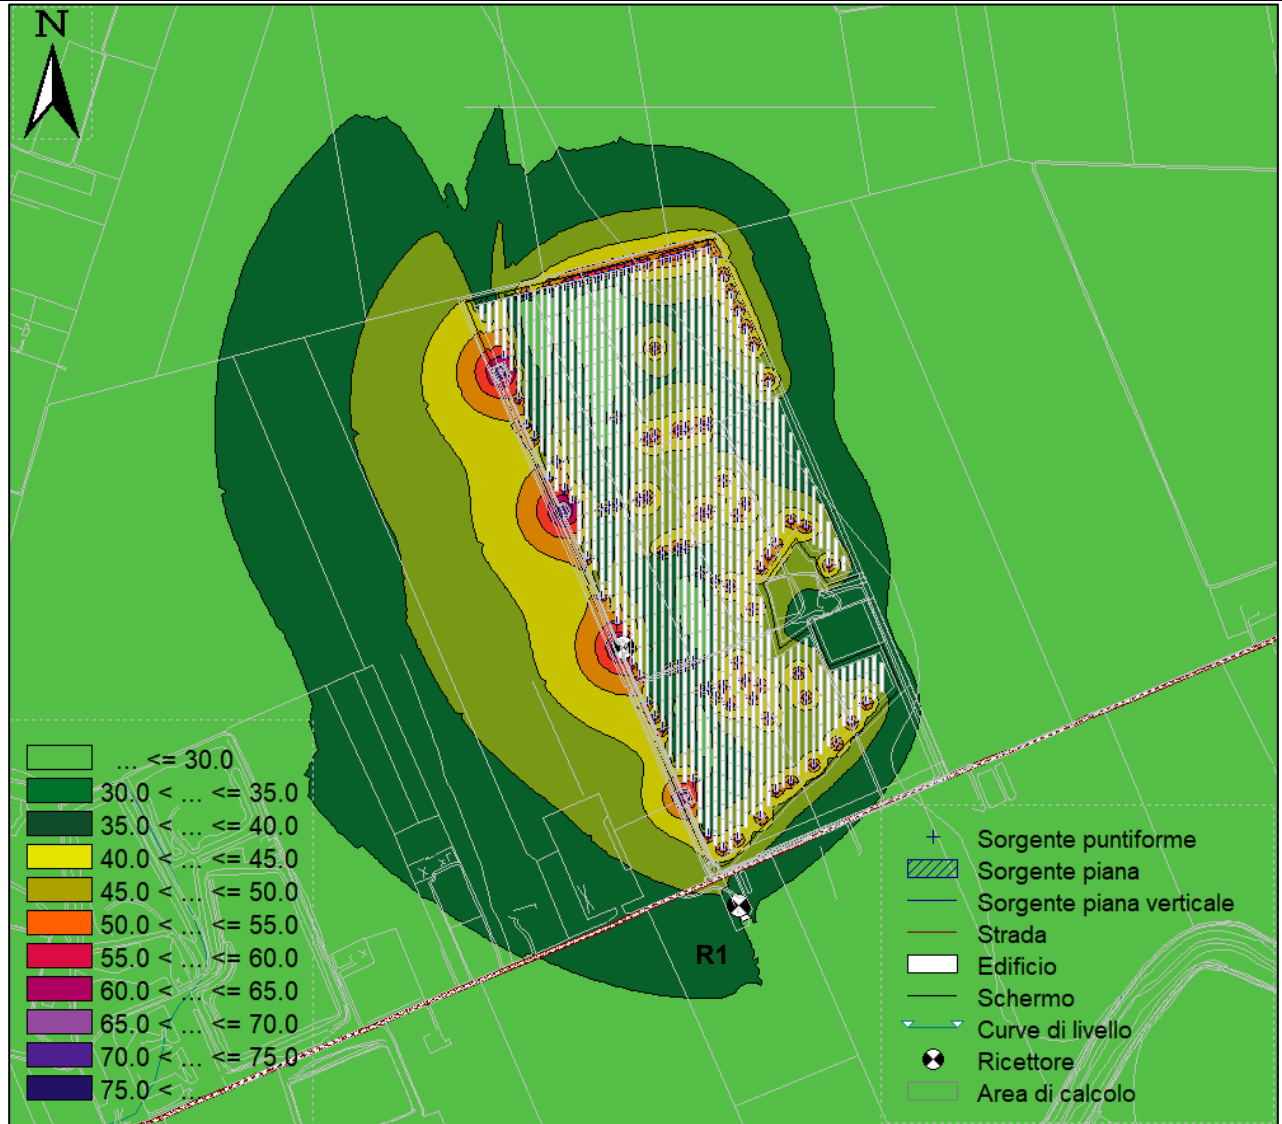 N
R1
... <= 30.0
30.0 < ... <= 35.0
35.0 < ... <= 40.0
40.0 < ... <= 45.0
45.0 < ... <= 50.0
50.0 < ... <= 55.0
55.0 < ... <= 60.0
60.0 < ... <= 65.0
65.0 < ... <= 70.0
70.0 < ... <= 75.0
75.0 < ...
Sorgente puntiforme
Sorgente piana
Sorgente piana verticale
Strada
Edificio
Schermo
Curve di livello
Ricettore
Area di calcolo